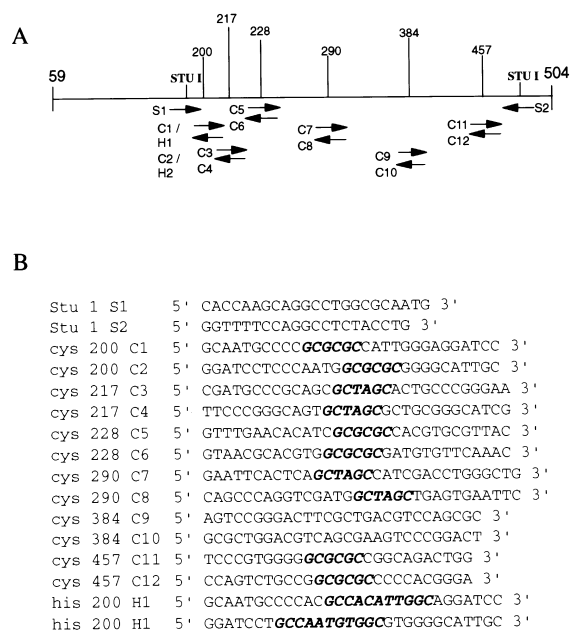 A
217
228
384
200
290
457
59
STU I
STU I
504
S1
C5
S2
C1 /
H1
C6
C7
C11
C8
C12
C2 /
H2
C3
C4
C9
C10
B
Stu 1 S1 5' CACCAAGCAGGCCTGGCGCAATG 3'
Stu 1 S2 5' GGTTTTCCAGGCCTCTACCTG 3'
cys 200 C1 5' GCAATGCCCCGCGCGCCATTGGGAGGATCC 3'
cys 200 C2 5' GGATCCTCCCAATGGCGCGCGGGGCATTGC 3'
cys 217 C3 5' CGATGCCCGCAGCGCTAGCACTGCCCGGGAA 3'
cys 217 C4 5' TTCCCGGGCAGTGCTAGCGCTGCGGGCATCG 3'
cys 228 C5 5' GTTTGAACACATCGCGCGCCACGTGCGTTAC 3'
cys 228 C6 5' GTAACGCACGTGGCGCGCGATGTGTTCAAAC 3'
cys 290 C7 5' GAATTCACTCAGCTAGCCATCGACCTGGGCTG 3'
cys 290 C8 5' CAGCCCAGGTCGATGGCTAGCTGAGTGAATTC 3'
cys 384 C9 5' AGTCCGGGACTTCGCTGACGTCCAGCGC 3'
cys 384 C10 5' GCGCTGGACGTCAGCGAAGTCCCGGACT 3'
cys 457 C11 5' TCCCGTGGGGGCGCGCCGGCAGACTGG 3'
cys 457 C12 5' CCAGTCTGCCGGCGCGCCCCCACGGGA 3'
his 200 H1 5' GCAATGCCCCACGCCACATTGGCAGGATCC 3'
his 200 H1 5' GGATCCTGCCAATGTGGCGTGGGGCATTGC 3'